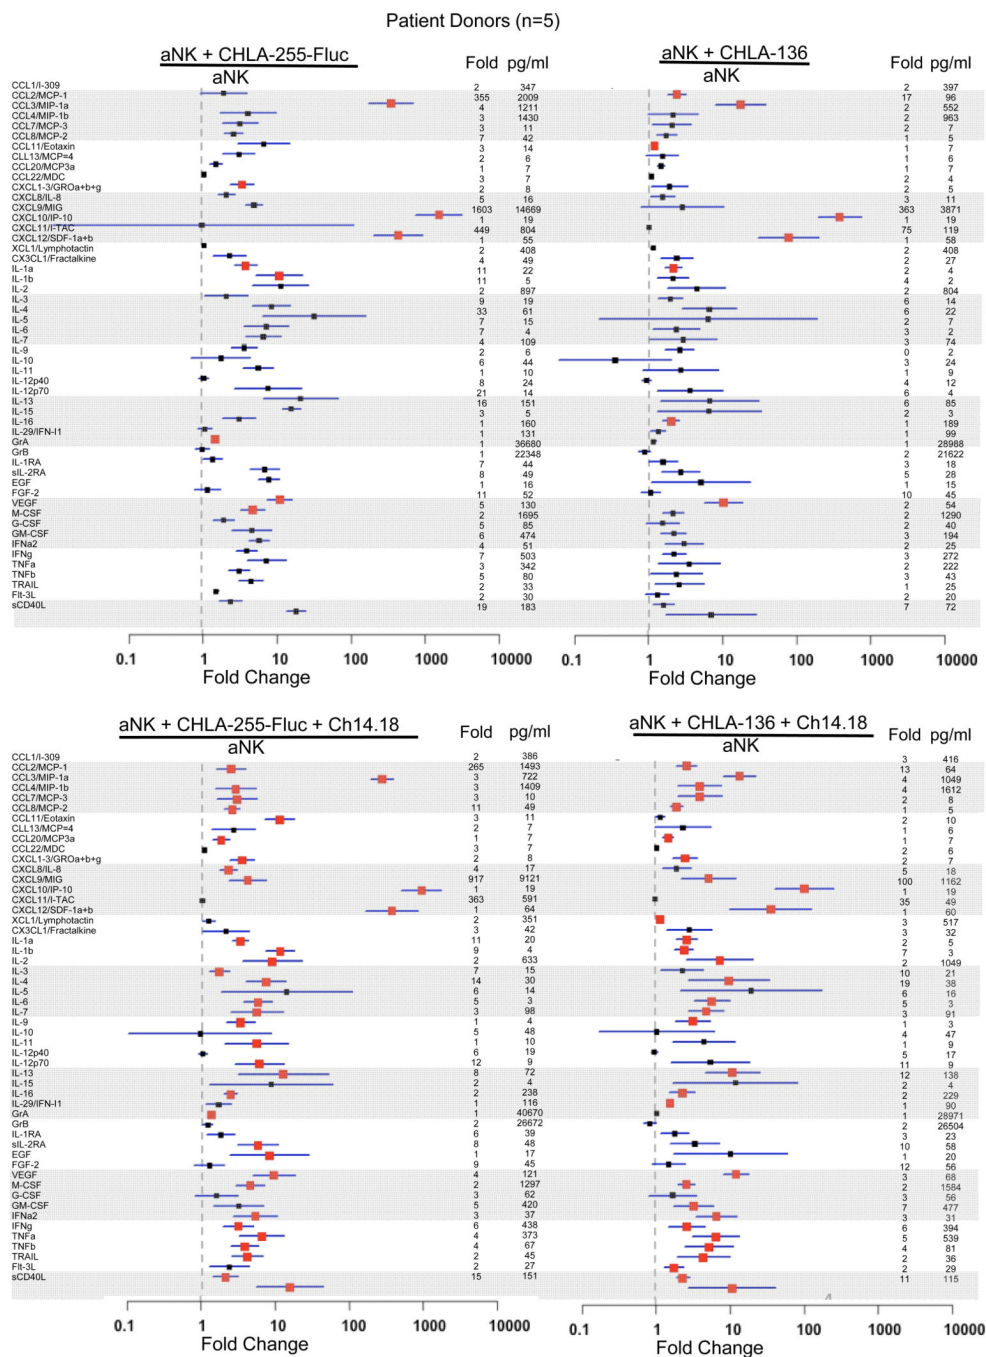 Patient Donors (n=5)
aNK + CHLA-255-Fluc Fold pg/ml aNK + CHLA-136 Fold pg/ml
aNK aNK
CCL1/I-309 2 347 2 397
CCL2/MCP-1 355 2009 17 96
CCL3/MIP-1a 4 1211 2 552
CCL4/MIP-1b 3 1430 2 963
CCL7/MCP-3 3 11 2 7
CCL8/MCP-2 7 42 1 5
CCL11/Eotaxin 3 14 1 7
CLL13/MCP=4 2 6 1 6
CCL20/MCP3a 1 7 1 7
CCL22/MDC 3 7 2 4
CXCL1-3/GROa+b+g 2 8 2 5
CXCL8/IL-8 5 16 3 11
CXCL9/MIG 1603 14669 363 3871
CXCL10/IP-10 1 19 1 19
CXCL11/I-TAC 449 804 75 119
CXCL12/SDF-1a+b 1 55 1 58
XCL1/Lymphotactin 2 408 2 408
CX3CL1/Fractalkine 4 49 2 27
IL-1a 11 22 2 4
IL-1b 11 5 4 2
IL-2 2 897 2 804
IL-3 9 19 6 14
IL-4 33 61 6 22
IL-5 7 15 2 7
IL-6 7 4 3 2
IL-7 4 109 3 74
IL-9 2 6 0 2
IL-10 6 44 3 24
IL-11 1 10 1 9
IL-12p40 8 24 4 12
IL-12p70 21 14 6 4
IL-13 16 151 6 85
IL-15 3 5 2 3
IL-16 1 160 1 189
IL-29/IFN-l1 1 131 1 99
GrA 1 36680 1 28988
GrB 1 22348 2 21622
IL-1RA 7 44 3 18
sIL-2RA 8 49 5 28
EGF 1 16 1 15
FGF-2 11 52 10 45
VEGF 5 130 2 54
M-CSF 2 1695 2 1290
G-CSF 5 85 2 40
GM-CSF 6 474 3 194
IFNa2 4 51 2 25
IFNg 7 503 3 272
TNFa 3 342 2 222
TNFb 5 80 3 43
TRAIL 2 33 1 25
Flt-3L 2 30 2 20
sCD40L 19 183 7 72
0.1 1 10 100 1000 10000 0.1 1 10 100 1000 10000
Fold Change Fold Change
aNK + CHLA-255-Fluc + Ch14.18 Fold pg/ml aNK + CHLA-136 + Ch14.18 Fold pg/ml
aNK aNK
CCL1/I-309 2 386 3 416
CCL2/MCP-1 265 1493 13 64
CCL3/MIP-1a 3 722 4 1049
CCL4/MIP-1b 3 1409 4 1612
CCL7/MCP-3 3 10 2 8
CCL8/MCP-2 11 49 1 5
CCL11/Eotaxin 3 11 2 10
CLL13/MCP=4 2 7 1 6
CCL20/MCP3a 1 7 1 7
CCL22/MDC 3 7 2 6
CXCL1-3/GROa+b+g 2 8 2 7
CXCL8/IL-8 4 17 5 18
CXCL9/MIG 917 9121 100 1162
CXCL10/IP-10 1 19 1 19
CXCL11/I-TAC 363 591 35 49
CXCL12/SDF-1a+b 1 64 1 60
XCL1/Lymphotactin 2 351 3 517
CX3CL1/Fractalkine 3 42 3 32
IL-1a 11 20 2 5
IL-1b 9 4 7 3
IL-2 2 633 2 1049
IL-3 7 15 10 21
IL-4 14 30 19 38
IL-5 6 14 6 16
IL-6 5 3 5 3
IL-7 3 98 3 91
IL-9 1 4 1 3
IL-10 5 48 4 47
IL-11 1 10 1 9
IL-12p40 6 19 5 17
IL-12p70 12 9 11 9
IL-13 8 72 12 138
IL-15 2 4 2 4
IL-16 2 238 2 229
IL-29/IFN-l1 1 116 1 90
GrA 1 40670 1 28971
GrB 2 26672 2 26504
IL-1RA 6 39 3 23
sIL-2RA 8 48 10 58
EGF 1 17 1 20
FGF-2 9 45 12 56
VEGF 4 121 3 68
M-CSF 2 1297 2 1584
G-CSF 3 62 3 56
GM-CSF 5 420 7 477
IFNa2 3 37 3 31
IFNg 6 438 6 394
TNFa 4 373 5 539
TNFb 4 67 4 81
TRAIL 2 45 2 36
Flt-3L 2 27 2 29
sCD40L 15 151 11 115
0.1 1 10 100 1000 10000 0.1 1 10 100 1000 10000
Fold Change Fold Change